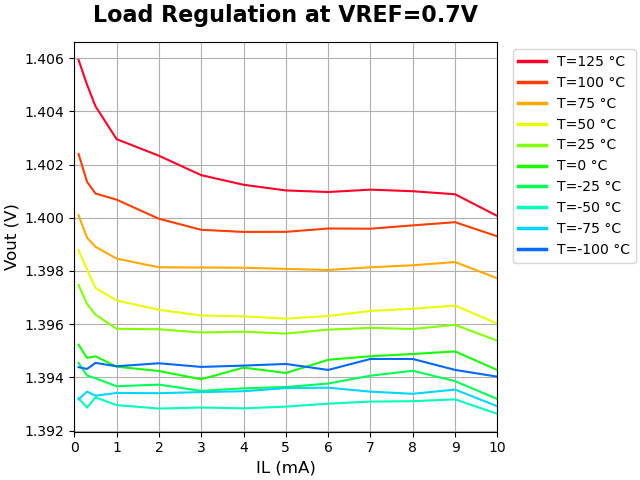 Load Regulation at VREF=0.7V
Vout (V)
1.406
1.404
1.402
1.400
1.398
1.396
1.394
1.392
0 1 2 3 4 5 6 7 8 9 10
IL (mA)
T=125 °C
T=100 °C
T=75 °C
T=50 °C
T=25 °C
T=0 °C
T=-25 °C
T=-50 °C
T=-75 °C
T=-100 °C